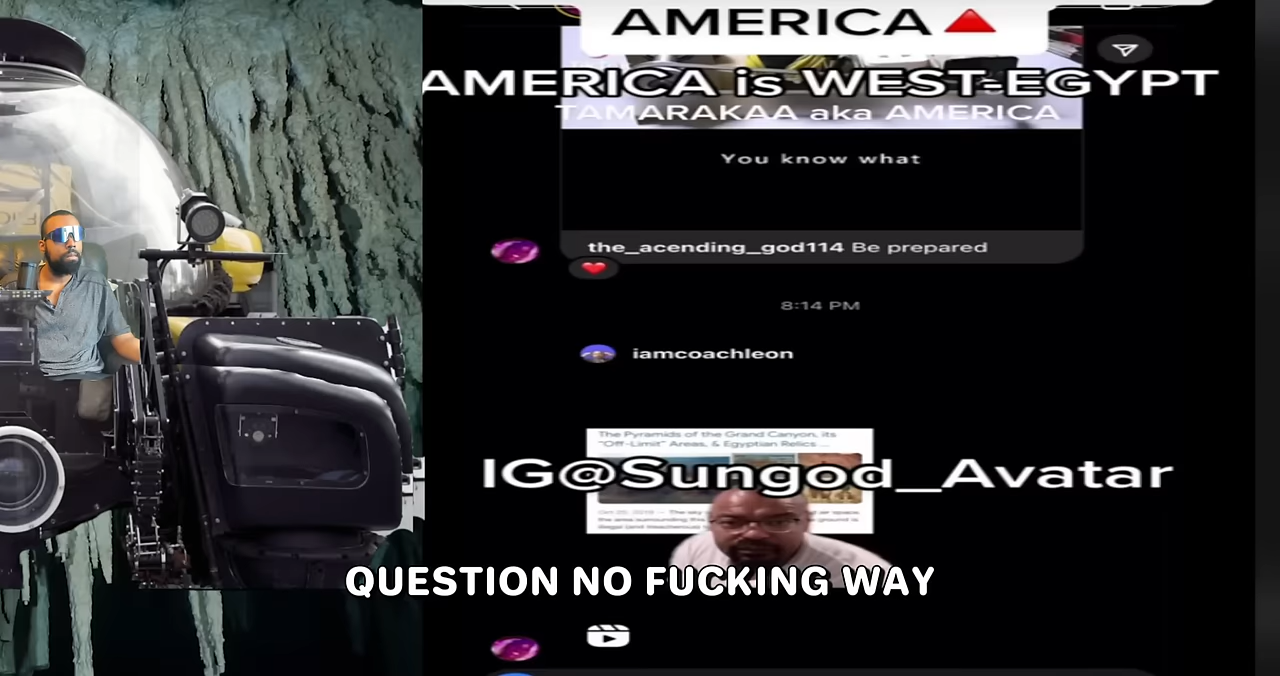 AMERICA
AMERICA is WEST-EGYPT
TAMARAKAA aka AMERICA
You know what
the_acending_god114 Be prepared
8:14 PM
iamcoachleon
The Pyramids of the Grand Canyon, its
"Off-Limit" Areas, & Egyptian Relics ...
IG@Sungod_Avatar
QUESTION NO FUCKING WAY